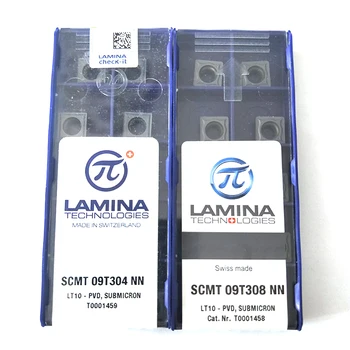 LAMINA
check-it
π
LAMINA
TECHNOLOGIES
MADE IN SWITZERLAND
SCMT 09T304 NN
LT10 - PVD, SUBMICRON
T0001459
π
LAMINA
TECHNOLOGIES
Swiss made
SCMT 09T308 NN
LT10 - PVD, SUBMICRON
Cat. Nr. T0001458